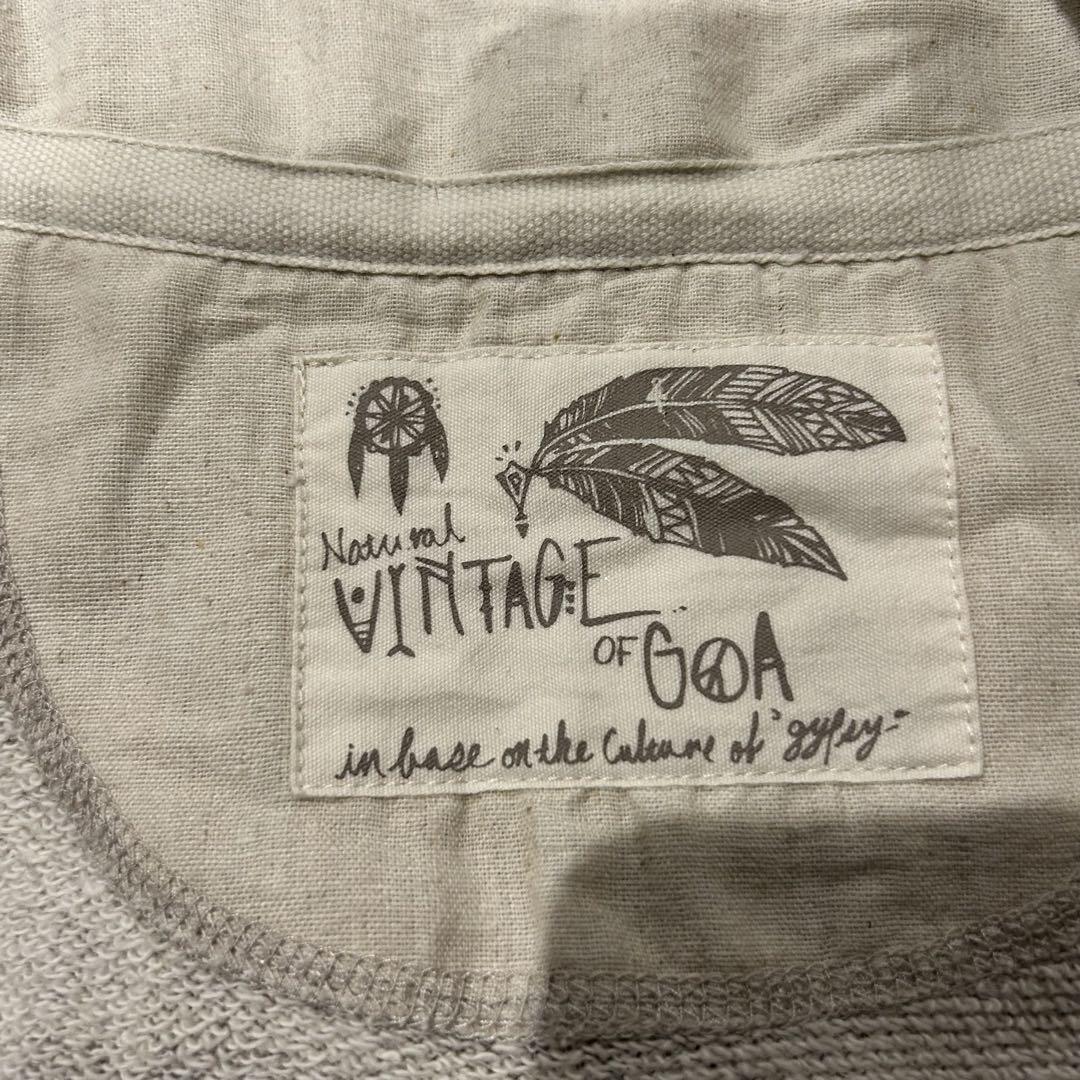 Natural
VINTAGE
OF GOA
in base on the Culture of "gypsy"